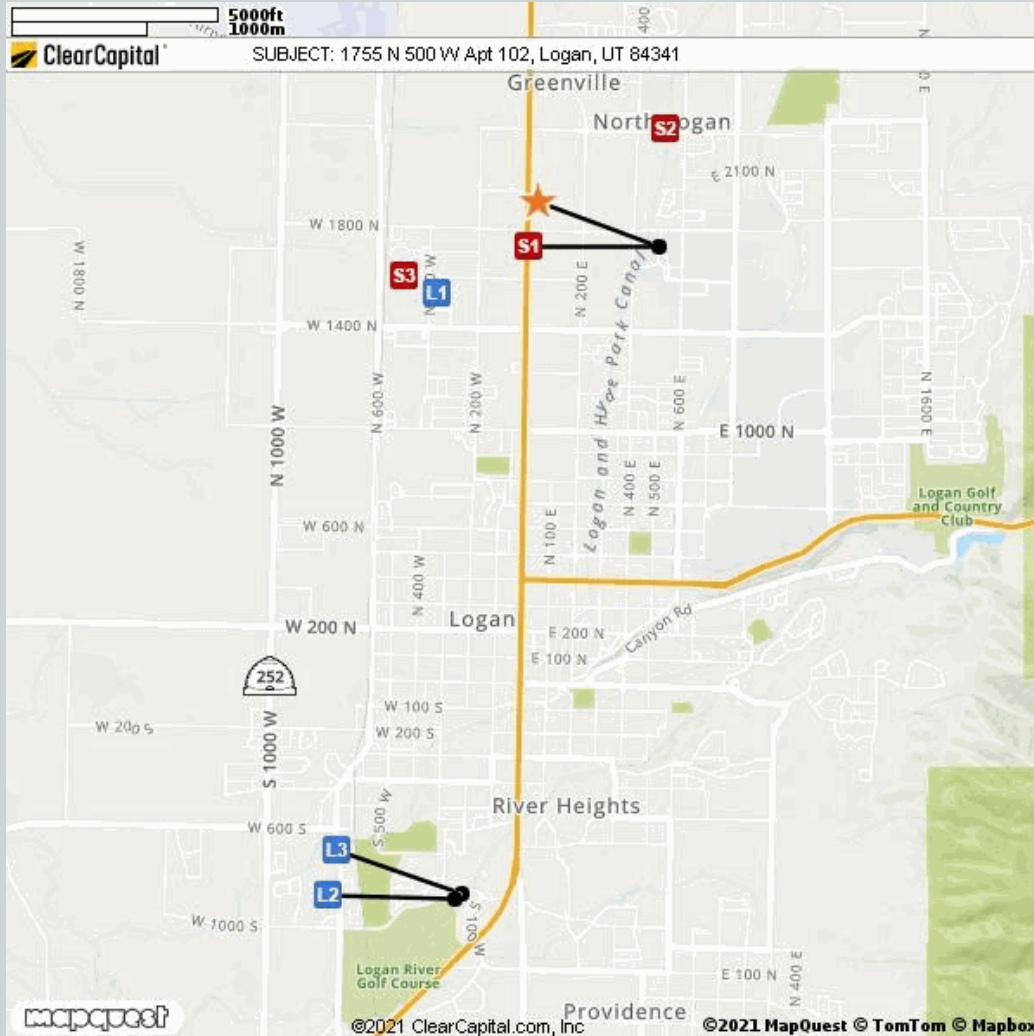 5000ft
1000m
ClearCapital
SUBJECT: 1755 N 500 W Apt 102, Logan, UT 84341
400
Greenville
S2
E 2100 N
W 1800 N
W 1800 N
S1
S3
L1
N 200 E
Logan and Hyde Park Canal
W 1400 N
N 600 W
N 200 W
N 600 E
N 1600 E
N 1000 W
E 1000 N
N 400 E
N 500 E
Logan Golf
and Country
Club
W 600 N
N 100 E
N 400 W
Logan
W 200 N
E 200 N
Canyon Rd
E 100 N
252
W 100 S
W 200 S
W 200 S
S 1000 W
S 500 W
River Heights
W 600 S
L3
L2
S 100 W
W 1000 S
Logan River
Golf Course
E 100 N
N 400 E
Providence
mapquest
©2021 ClearCapital.com, Inc
©2021 MapQuest © TomTom © Mapbo